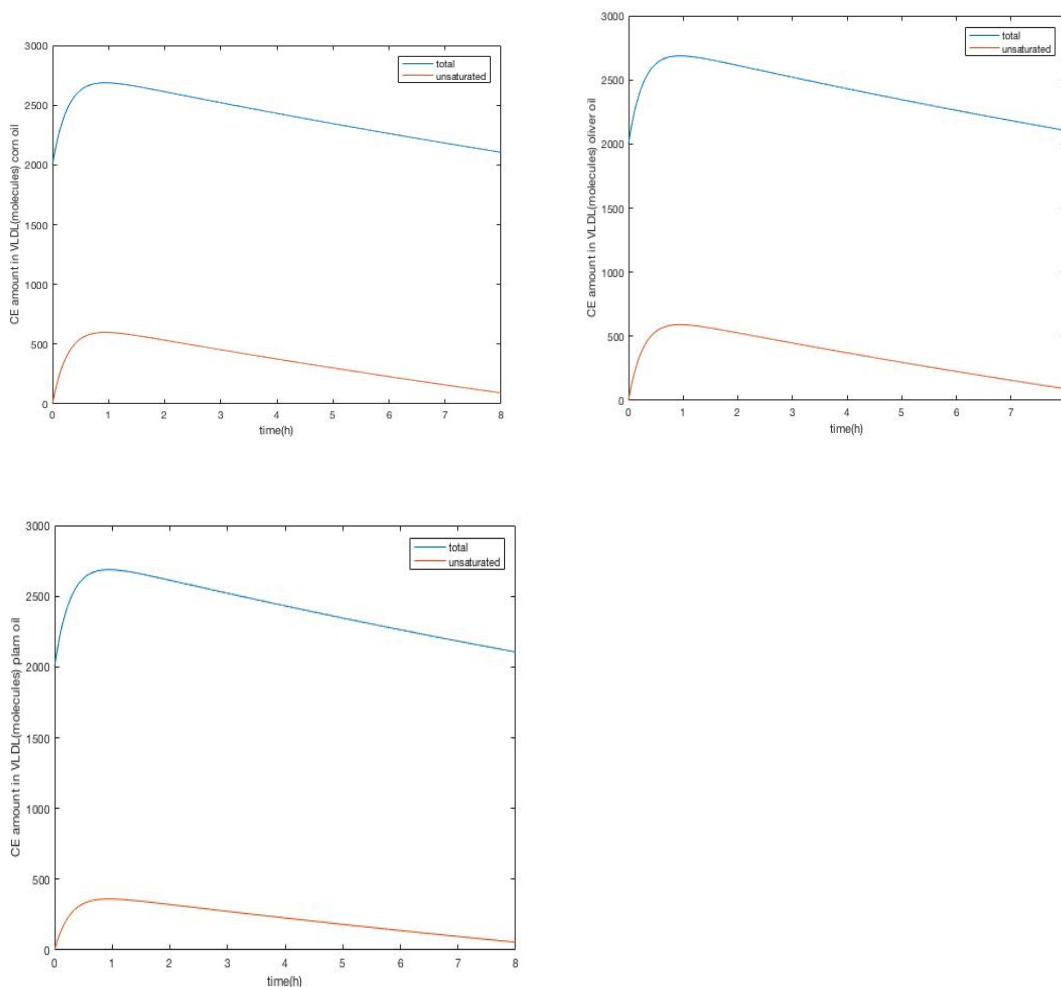 3000
2500
2000
1500
1000
500
0
CE amount in VLDL(molecules) corn oil
total
unsaturated
0 1 2 3 4 5 6 7 8
time(h)
3000
2500
2000
1500
1000
500
0
CE amount in VLDL(molecules) oliver oil
total
unsaturated
0 1 2 3 4 5 6 7
time(h)
3000
2500
2000
1500
1000
500
0
CE amount in VLDL(molecules) plam oil
total
unsaturated
0 1 2 3 4 5 6 7 8
time(h)